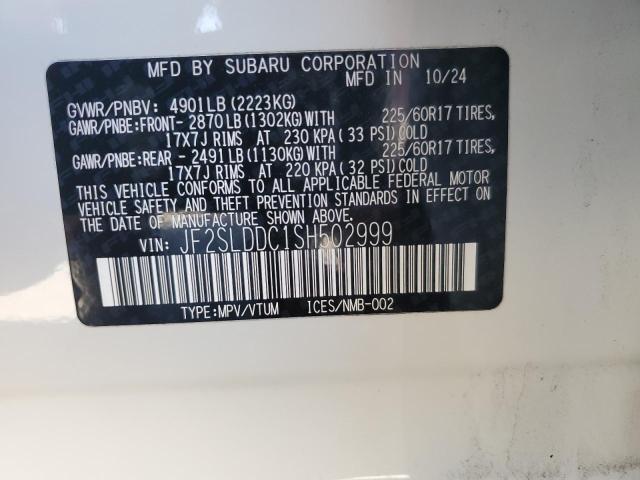 MFD BY SUBARU CORPORATION
MFD IN 10/24
GVWR/PNBV: 4901LB (2223KG)
GAWR/PNBE:FRONT- 2870LB(1302KG)WITH 225/60R17 TIRES,
17X7J RIMS AT 230 KPA ( 33 PSI) COLD
GAWR/PNBE:REAR - 2491LB(1130KG)WITH 225/60R17 TIRES,
17X7J RIMS AT 220 KPA ( 32 PSI) COLD
THIS VEHICLE CONFORMS TO ALL APPLICABLE FEDERAL MOTOR
VEHICLE SAFETY AND THEFT PREVENTION STANDARDS IN EFFECT
ON THE DATE OF MANUFACTURE SHOWN ABOVE.
VIN: JF2SLDDC1SH502999
TYPE:MPV/VTUM ICES/NMB-002